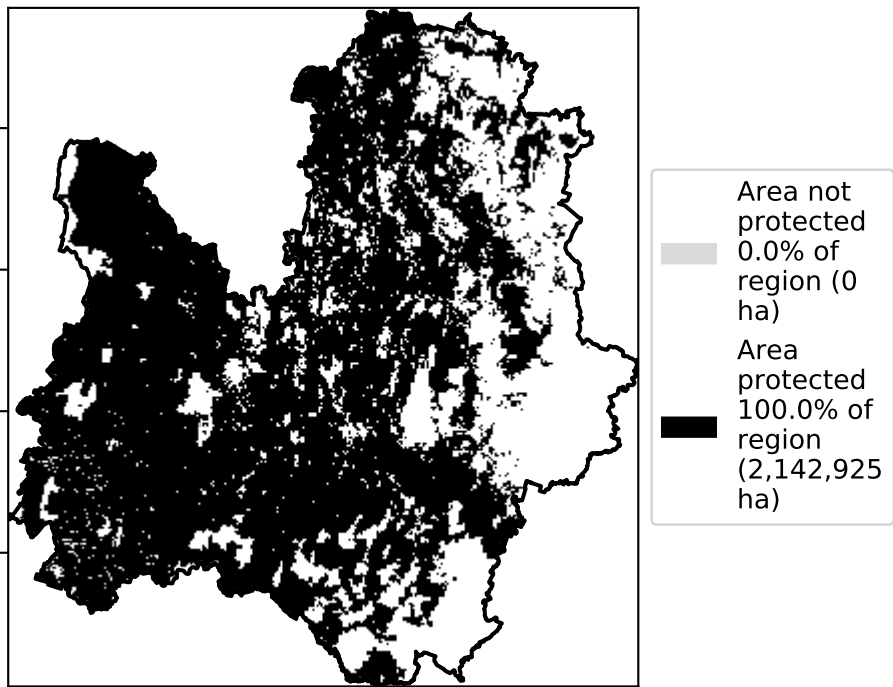 Area not
protected
0.0% of
region (0
ha)
Area
protected
100.0% of
region
(2,142,925
ha)